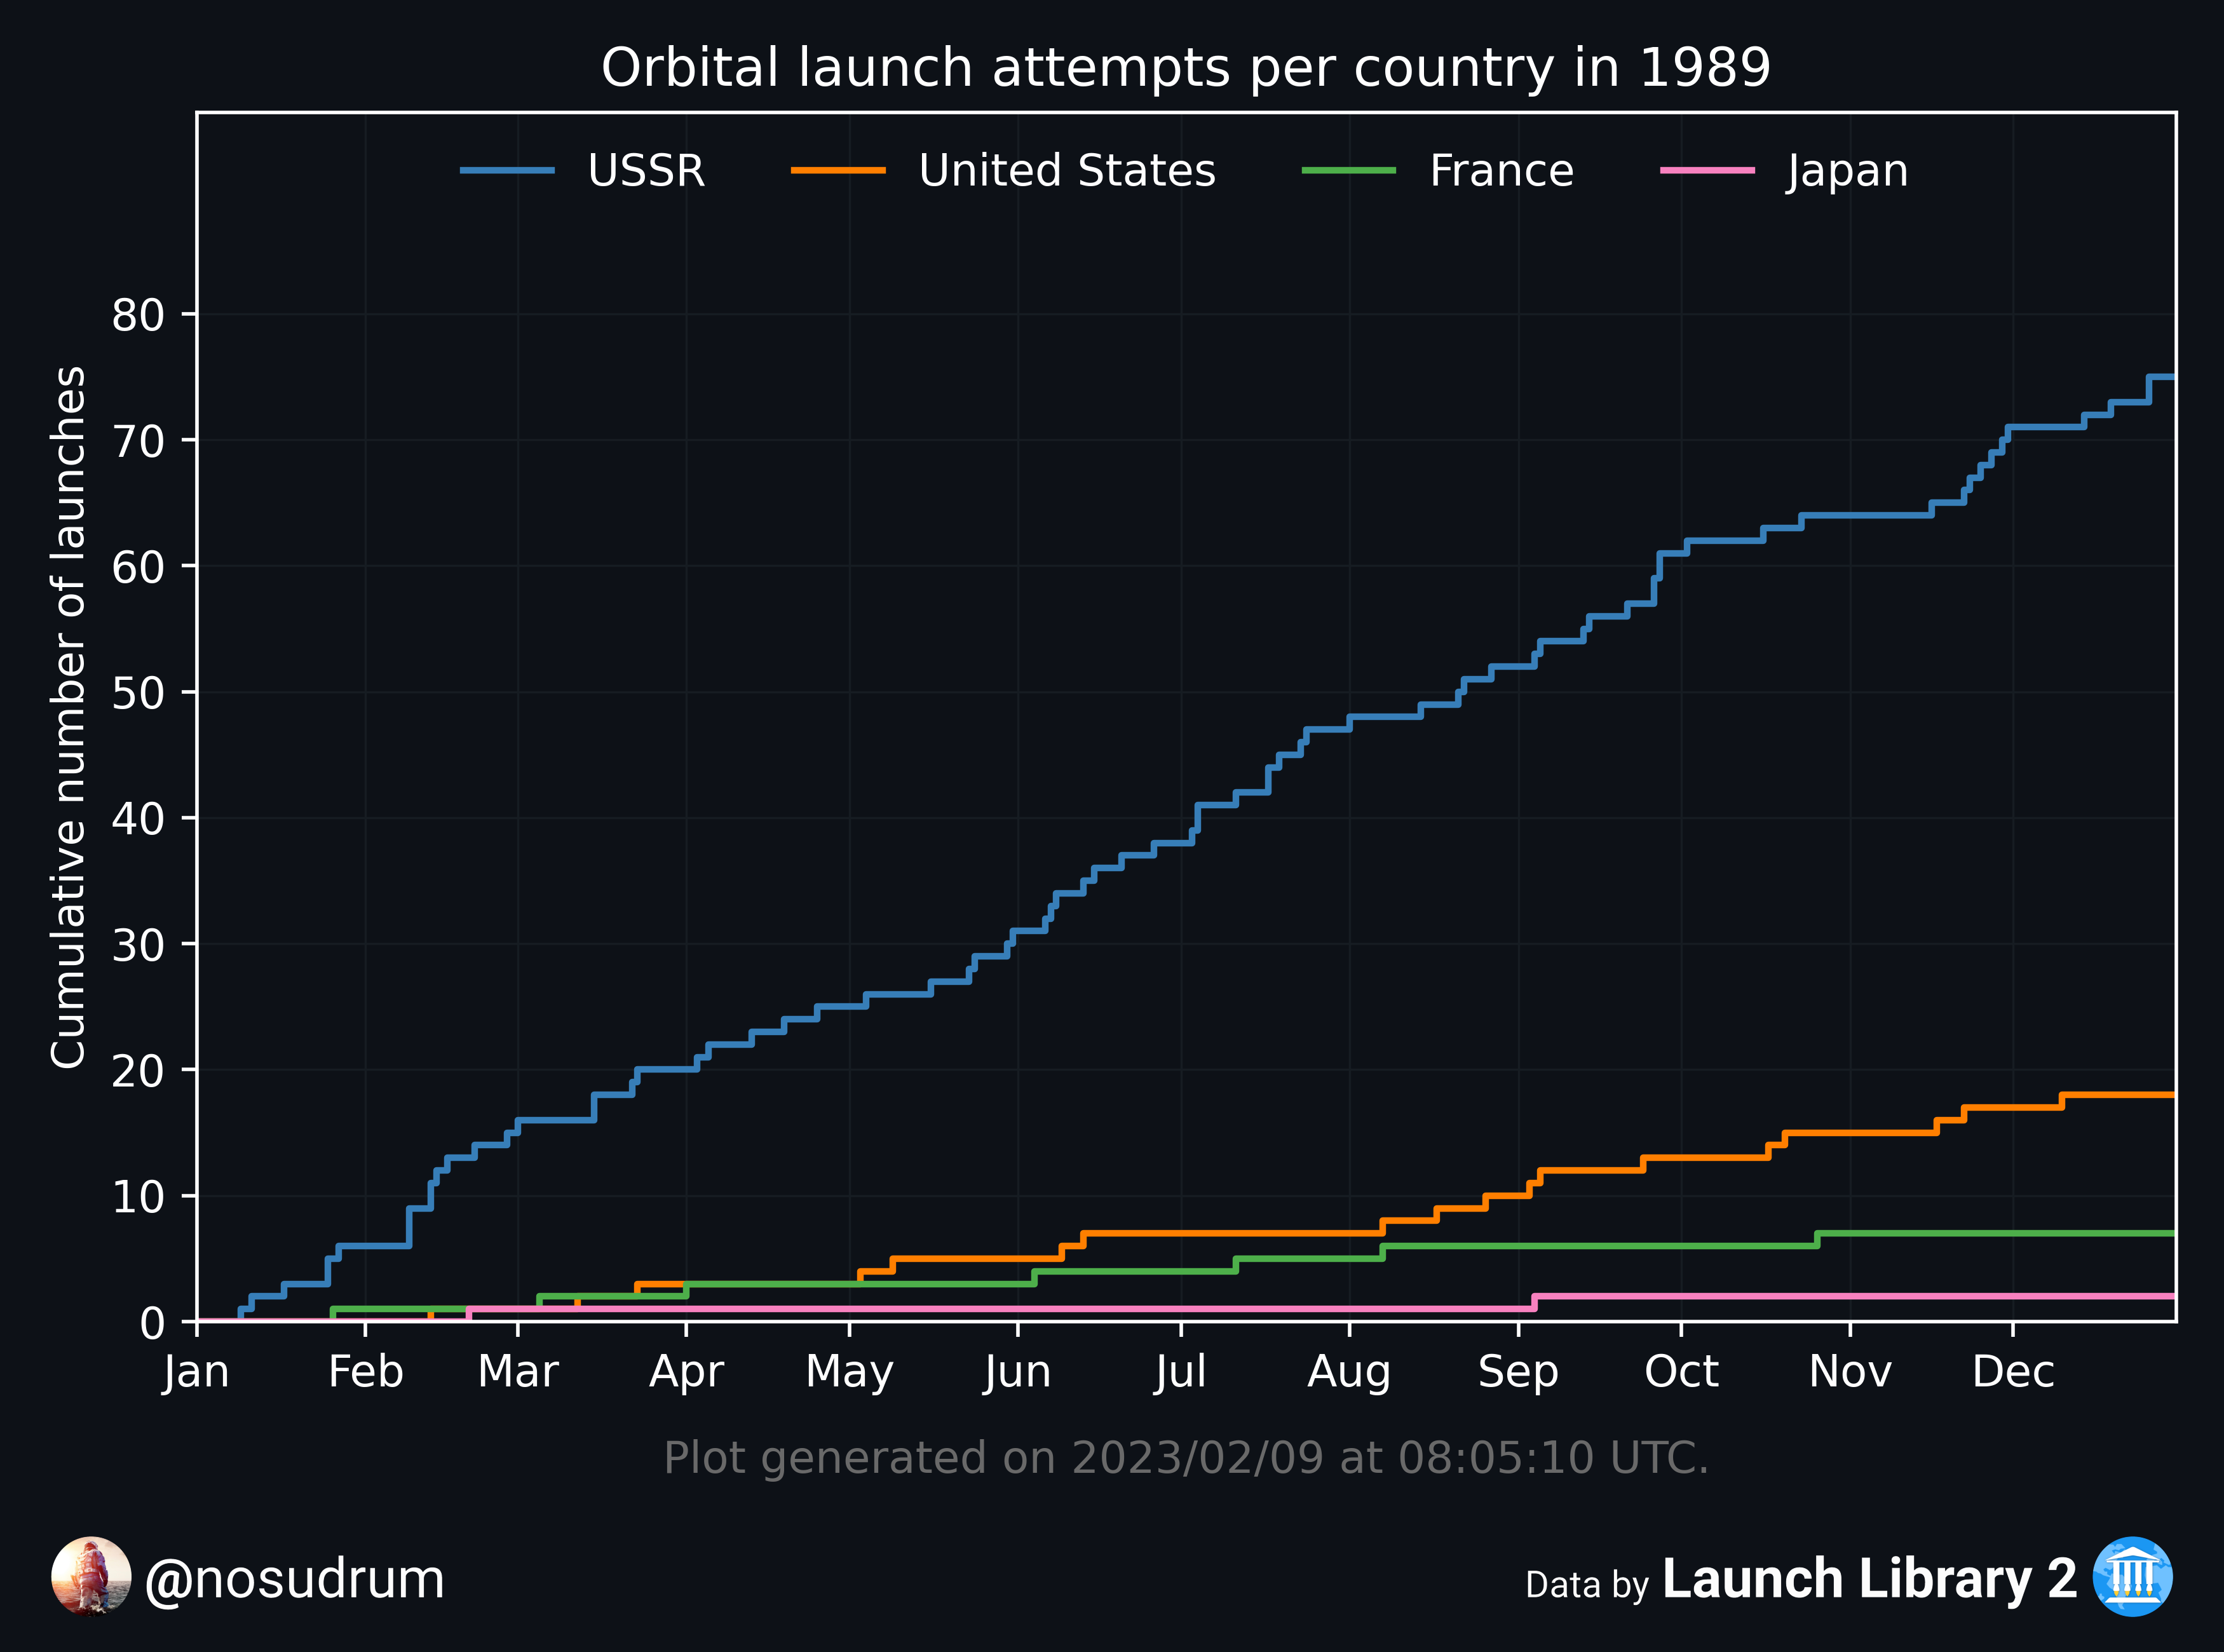 Orbital launch attempts per country in 1989
USSR United States France Japan
Cumulative number of launches
80
70
60
50
40
30
20
10
0
Jan Feb Mar Apr May Jun Jul Aug Sep Oct Nov Dec
Plot generated on 2023/02/09 at 08:05:10 UTC.
@nosudrum
Data by Launch Library 2